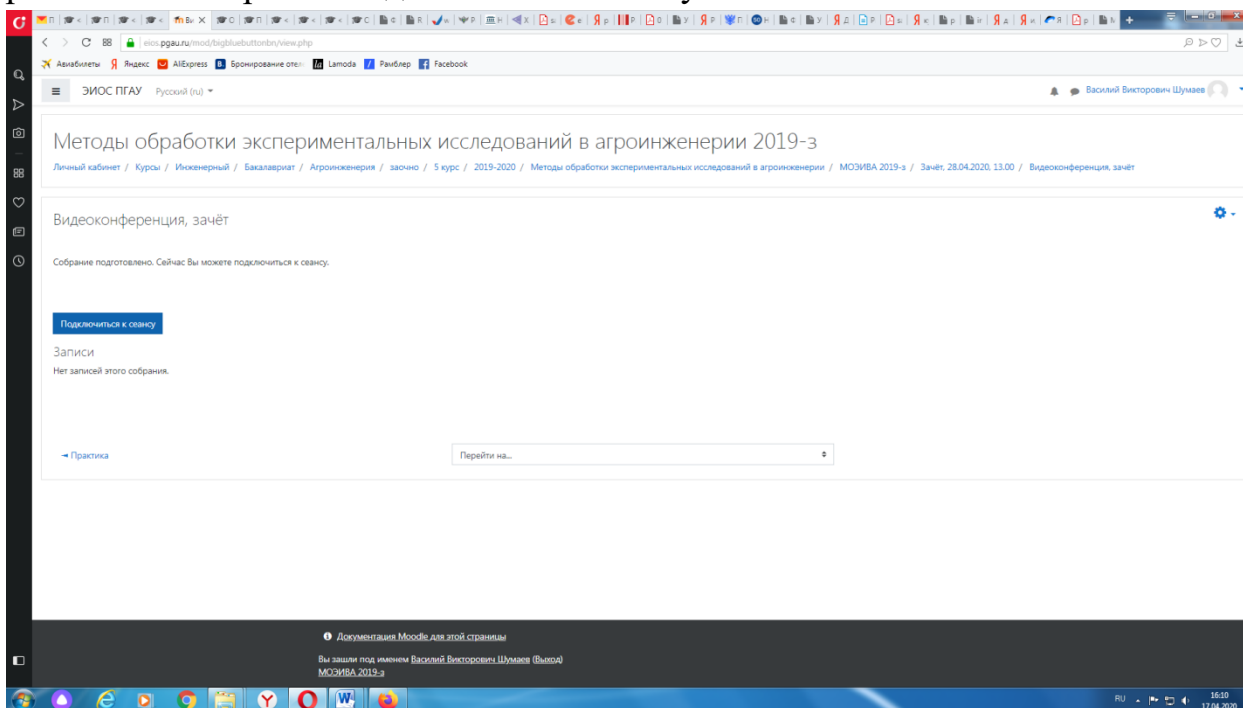 eios.pgau.ru/mod/bigbluebuttonbn/view.php
Авиабилеты Яндекс AliExpress Бронирование отел Lamoda Рамблер Facebook
ЭИОС ПГАУ Русский (ru)
Василий Викторович Шумаев
Методы обработки экспериментальных исследований в агроинженерии 2019-з
Личный кабинет / Курсы / Инженерный / Бакалавриат / Агроинженерия / заочно / 5 курс / 2019-2020 / Методы обработки экспериментальных исследований в агроинженерии / МОЭИВА 2019-з / Зачёт, 28.04.2020, 13.00 / Видеоконференция, зачёт
Видеоконференция, зачёт
Собрание подготовлено. Сейчас Вы можете подключиться к сеансу.
Подключиться к сеансу
Записи
Нет записей этого собрания.
◄ Практика
Перейти на...
Документация Moodle для этой страницы
Вы зашли под именем Василий Викторович Шумаев (Выход)
МОЭИВА 2019-з
RU
16:10
17.04.2020